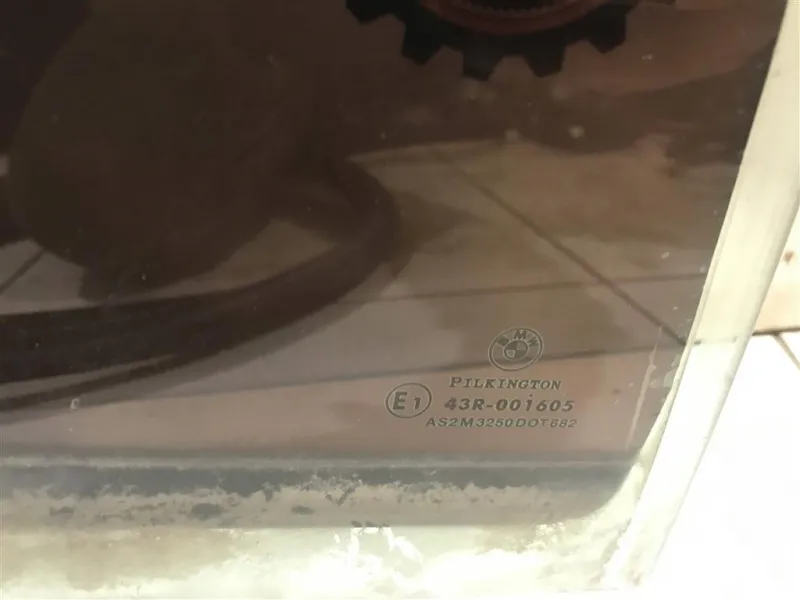 BMW
PILKINGTON
E1 43R-001605
AS2M3250DOT682